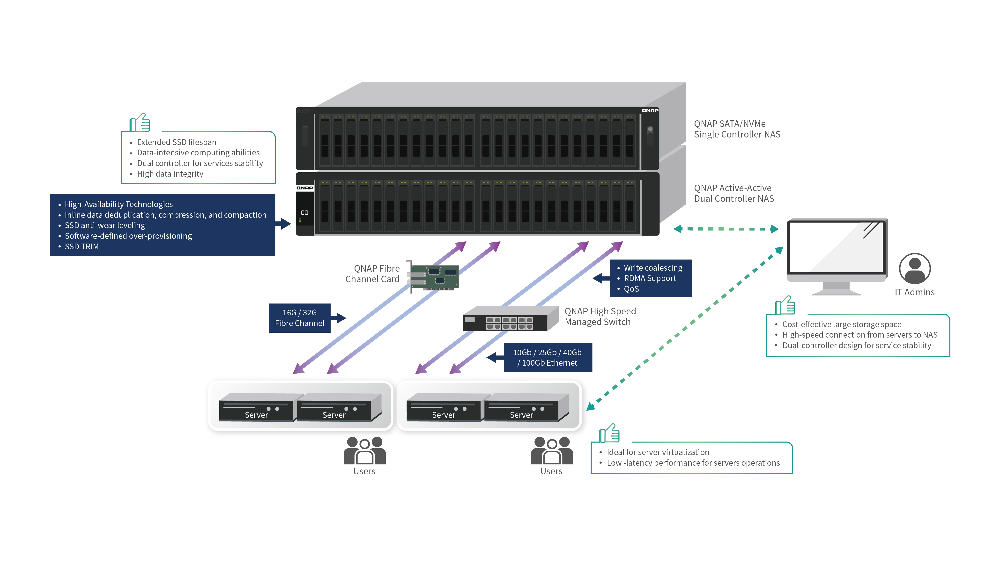 QuTS
QNAP
QNAP SATA/NVMe
Single Controller NAS
• Extended SSD lifespan
• Data-intensive computing abilities
• Dual controller for services stability
• High data integrity
QNAP
QNAP Active-Active
Dual Controller NAS
• High-Availability Technologies
• Inline data deduplication, compression, and compaction
• SSD anti-wear leveling
• Software-defined over-provisioning
• SSD TRIM
QNAP Fibre
Channel Card
• Write coalescing
• RDMA Support
• QoS
IT Admins
16G / 32G
Fibre Channel
QNAP High Speed
Managed Switch
• Cost-effective large storage space
• High-speed connection from servers to NAS
• Dual-controller design for service stability
10Gb / 25Gb / 40Gb
/ 100Gb Ethernet
Server
Server
Server
Server
Users
Users
• Ideal for server virtualization
• Low -latency performance for servers operations